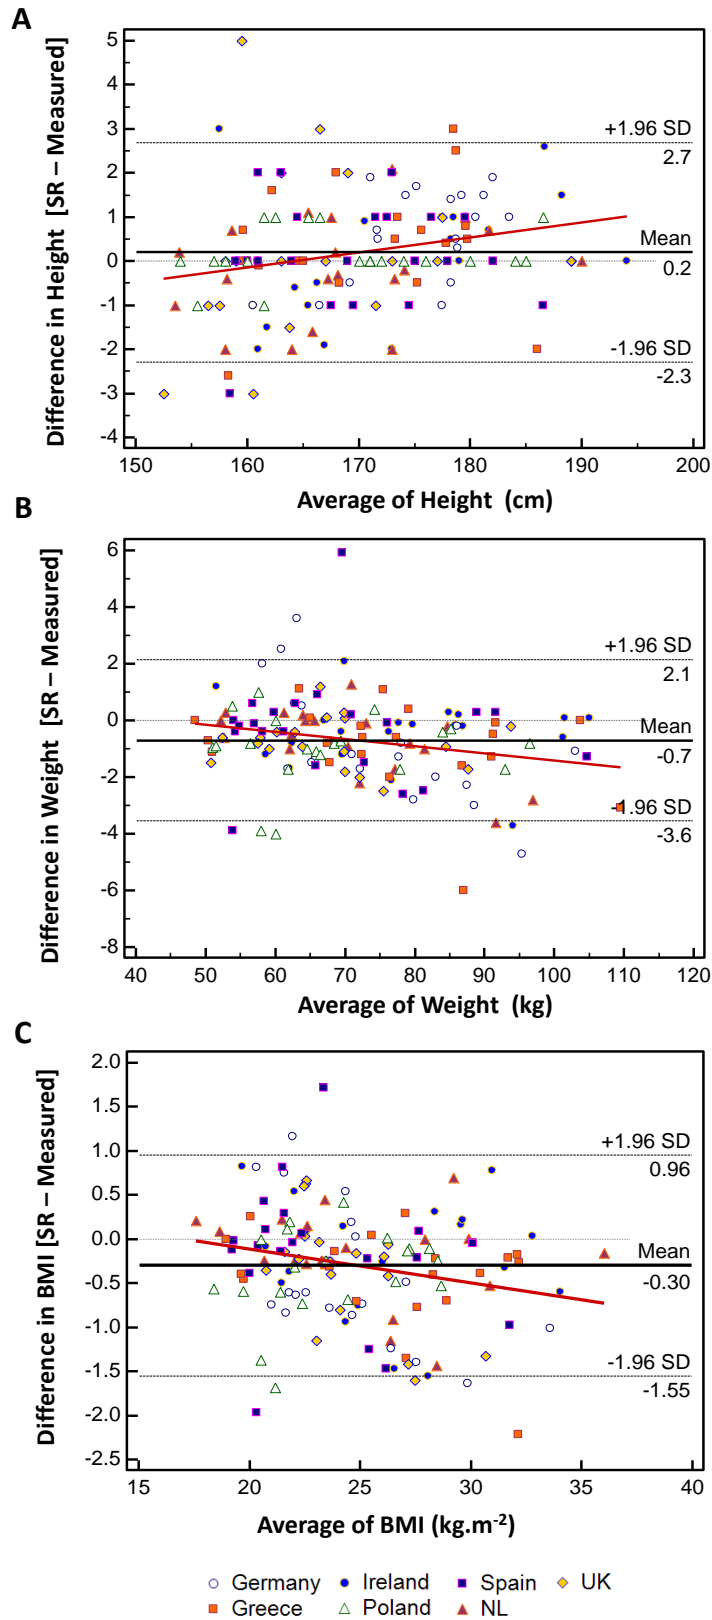 A
Difference in Height [SR – Measured]
5
4
3
2
1
0
-1
-2
-3
-4
+1.96 SD
2.7
Mean
0.2
-1.96 SD
-2.3
150 160 170 180 190 200
Average of Height (cm)
B
Difference in Weight [SR – Measured]
6
4
2
0
-2
-4
-6
-8
+1.96 SD
2.1
Mean
-0.7
-1.96 SD
-3.6
40 50 60 70 80 90 100 110 120
Average of Weight (kg)
C
Difference in BMI [SR – Measured]
2.0
1.5
1.0
0.5
0.0
-0.5
-1.0
-1.5
-2.0
-2.5
+1.96 SD
0.96
Mean
-0.30
-1.96 SD
-1.55
15 20 25 30 35 40
Average of BMI (kg.m⁻²)
Germany Ireland Spain UK
Greece Poland NL